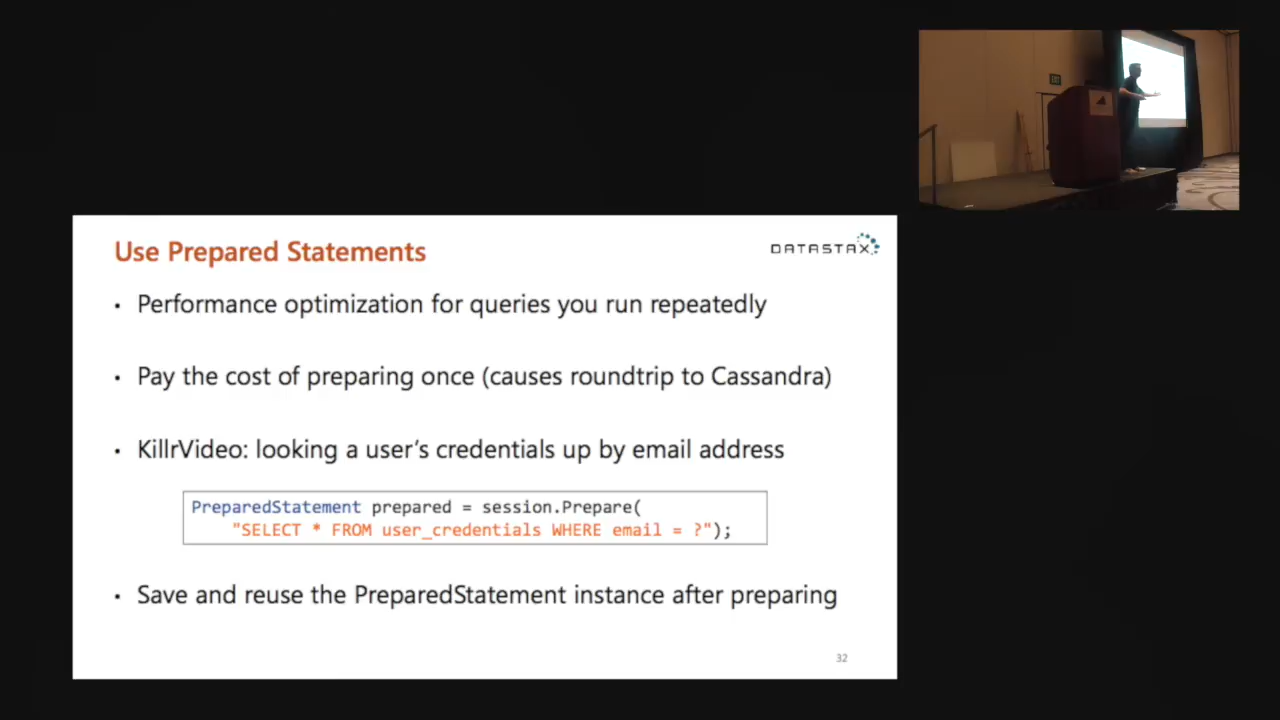 Use Prepared Statements
DATASTAX
• Performance optimization for queries you run repeatedly
• Pay the cost of preparing once (causes roundtrip to Cassandra)
• KillrVideo: looking a user's credentials up by email address
PreparedStatement prepared = session.Prepare(
"SELECT * FROM user_credentials WHERE email = ?");
• Save and reuse the PreparedStatement instance after preparing
32